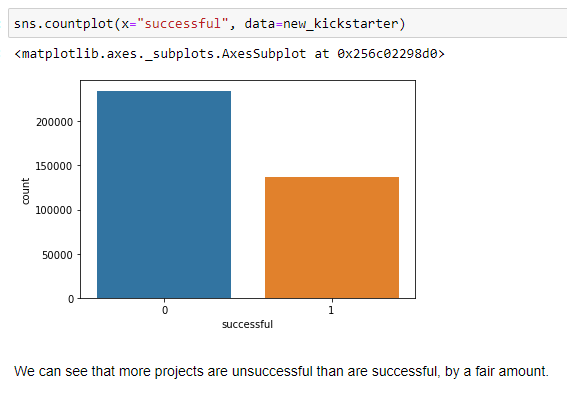 sns.countplot(x="successful", data=new_kickstarter)
<matplotlib.axes._subplots.AxesSubplot at 0x256c02298d0>
200000
150000
100000
50000
0
count
0 1
successful
We can see that more projects are unsuccessful than are successful, by a fair amount.